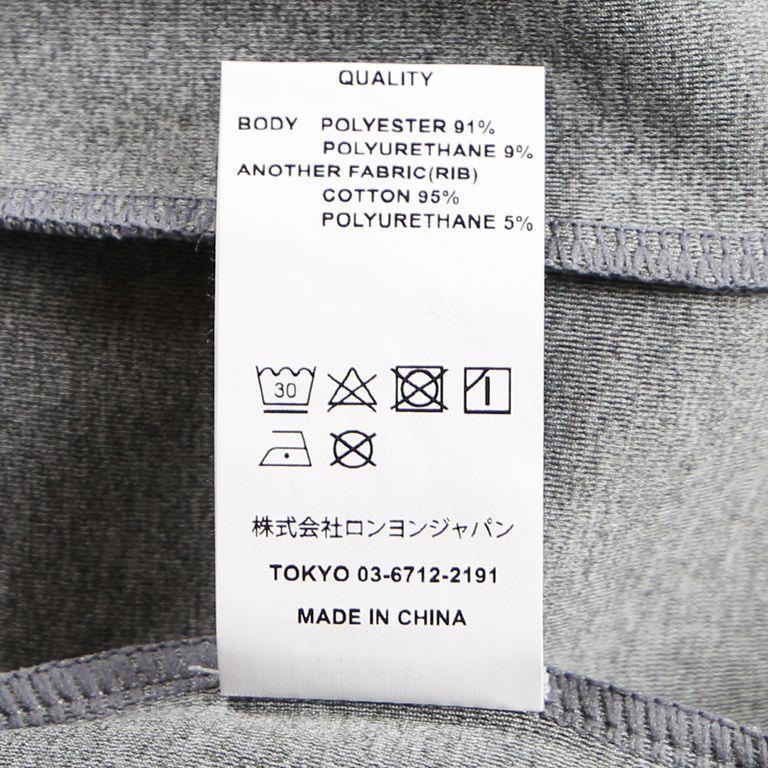 QUALITY
BODY POLYESTER 91%
POLYURETHANE 9%
ANOTHER FABRIC(RIB)
COTTON 95%
POLYURETHANE 5%
30
株式会社ロンヨンジャパン
TOKYO 03-6712-2191
MADE IN CHINA